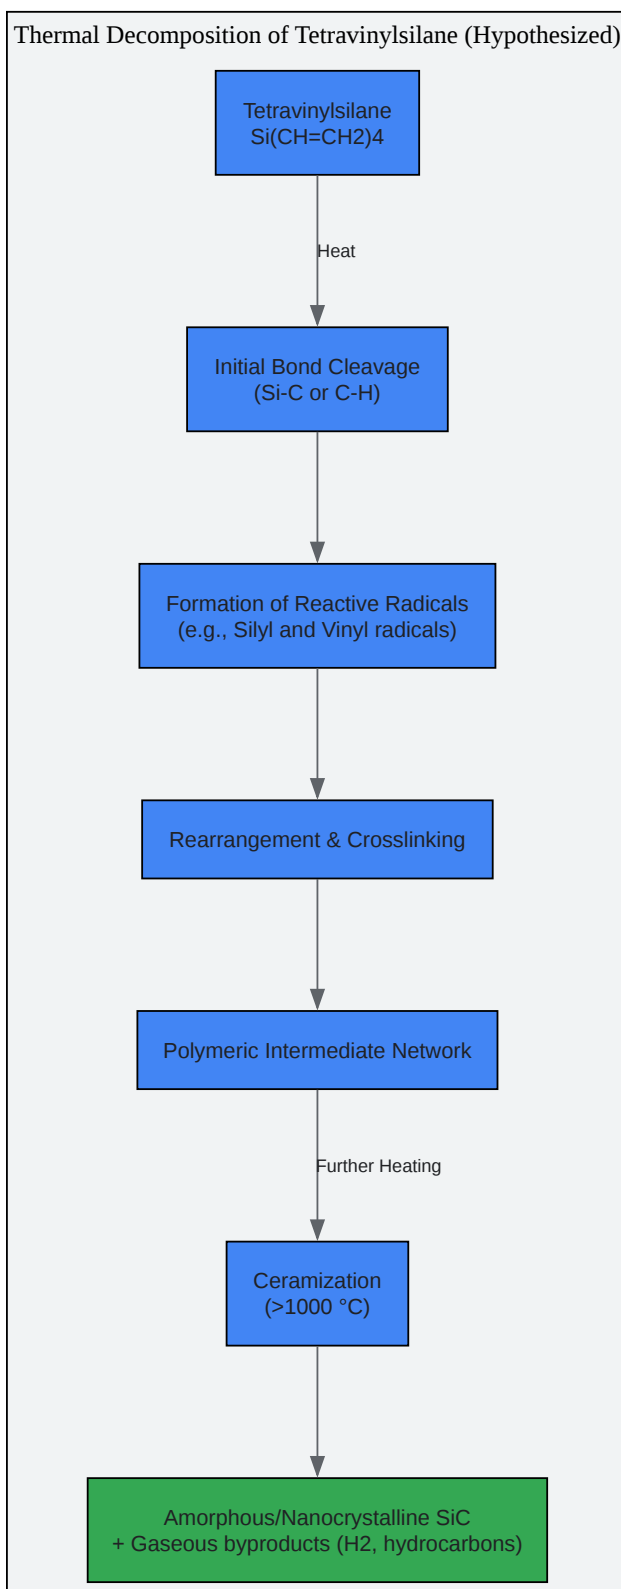 Thermal Decomposition of Tetravinylsilane (Hypothesized)
Tetravinylsilane
Si(CH=CH2)4
Heat
Initial Bond Cleavage
(Si-C or C-H)
Formation of Reactive Radicals
(e.g., Silyl and Vinyl radicals)
Rearrangement & Crosslinking
Polymeric Intermediate Network
Further Heating
Ceramization
(>1000 °C)
Amorphous/Nanocrystalline SiC
+ Gaseous byproducts (H2, hydrocarbons)